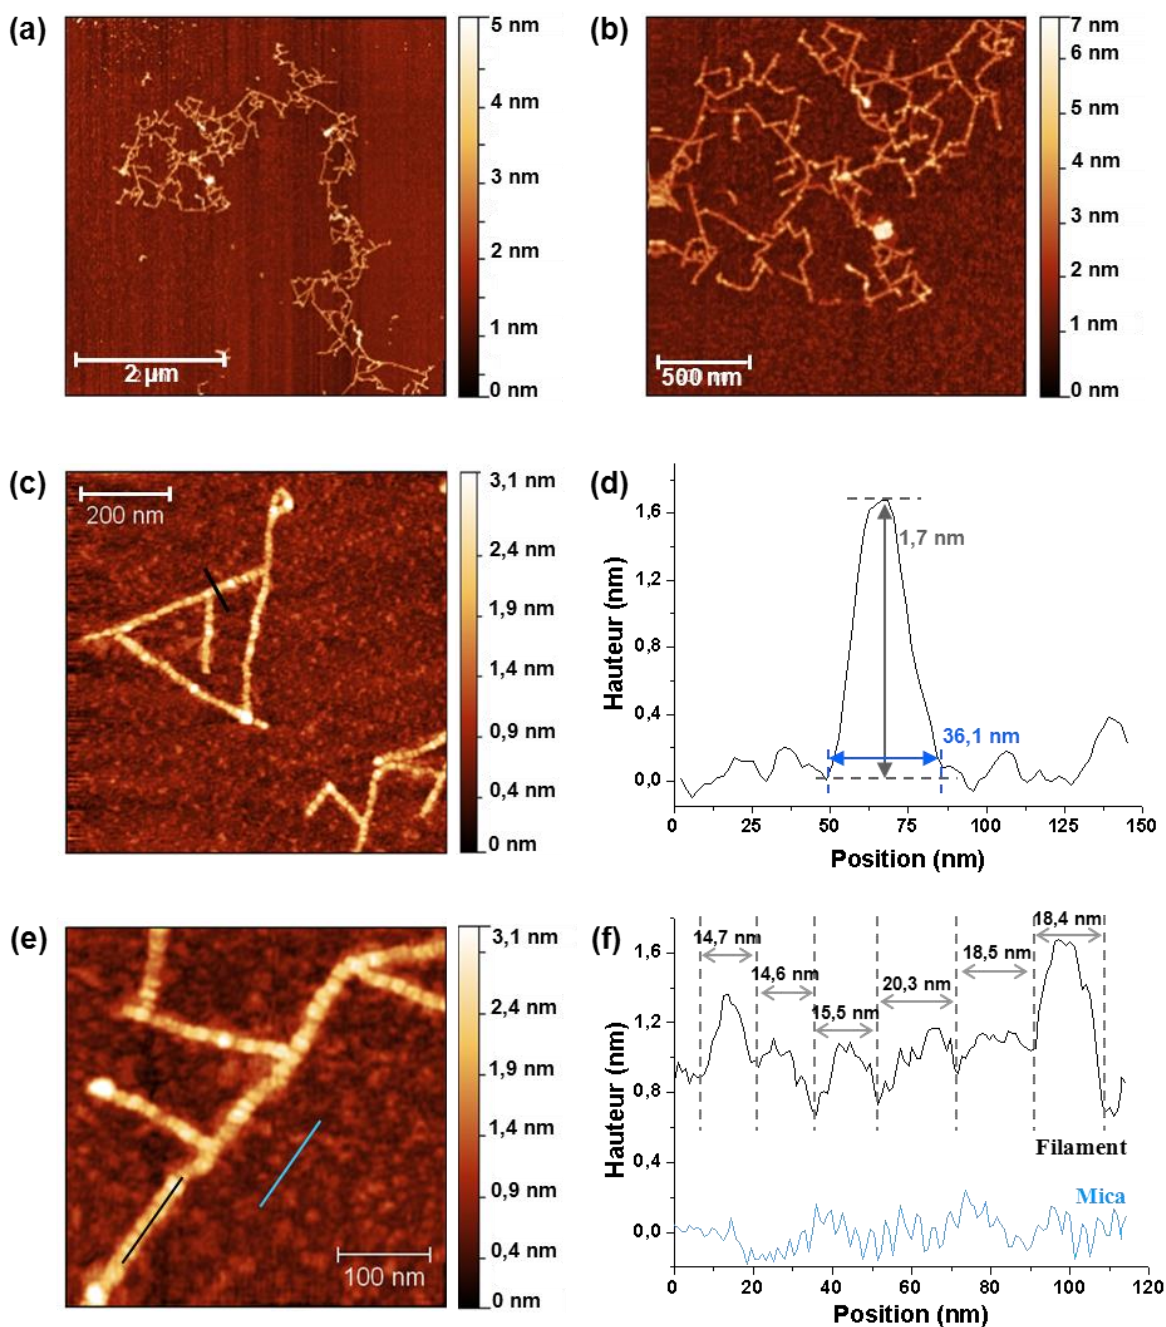 (a)
5 nm
4 nm
3 nm
2 nm
1 nm
0 nm
2 µm
(b)
7 nm
6 nm
5 nm
4 nm
3 nm
2 nm
1 nm
0 nm
500 nm
(c)
200 nm
3,1 nm
2,4 nm
1,9 nm
1,4 nm
0,9 nm
0,4 nm
0 nm
(d)
Hauteur (nm)
1,6
1,2
0,8
0,4
0,0
1,7 nm
36,1 nm
0
25
50
75
100
125
150
Position (nm)
(e)
100 nm
3,1 nm
2,4 nm
1,9 nm
1,4 nm
0,9 nm
0,4 nm
0 nm
(f)
Hauteur (nm)
1,6
1,2
0,8
0,4
0,0
14,7 nm
14,6 nm
15,5 nm
20,3 nm
18,5 nm
18,4 nm
Filament
Mica
0
20
40
60
80
100
120
Position (nm)